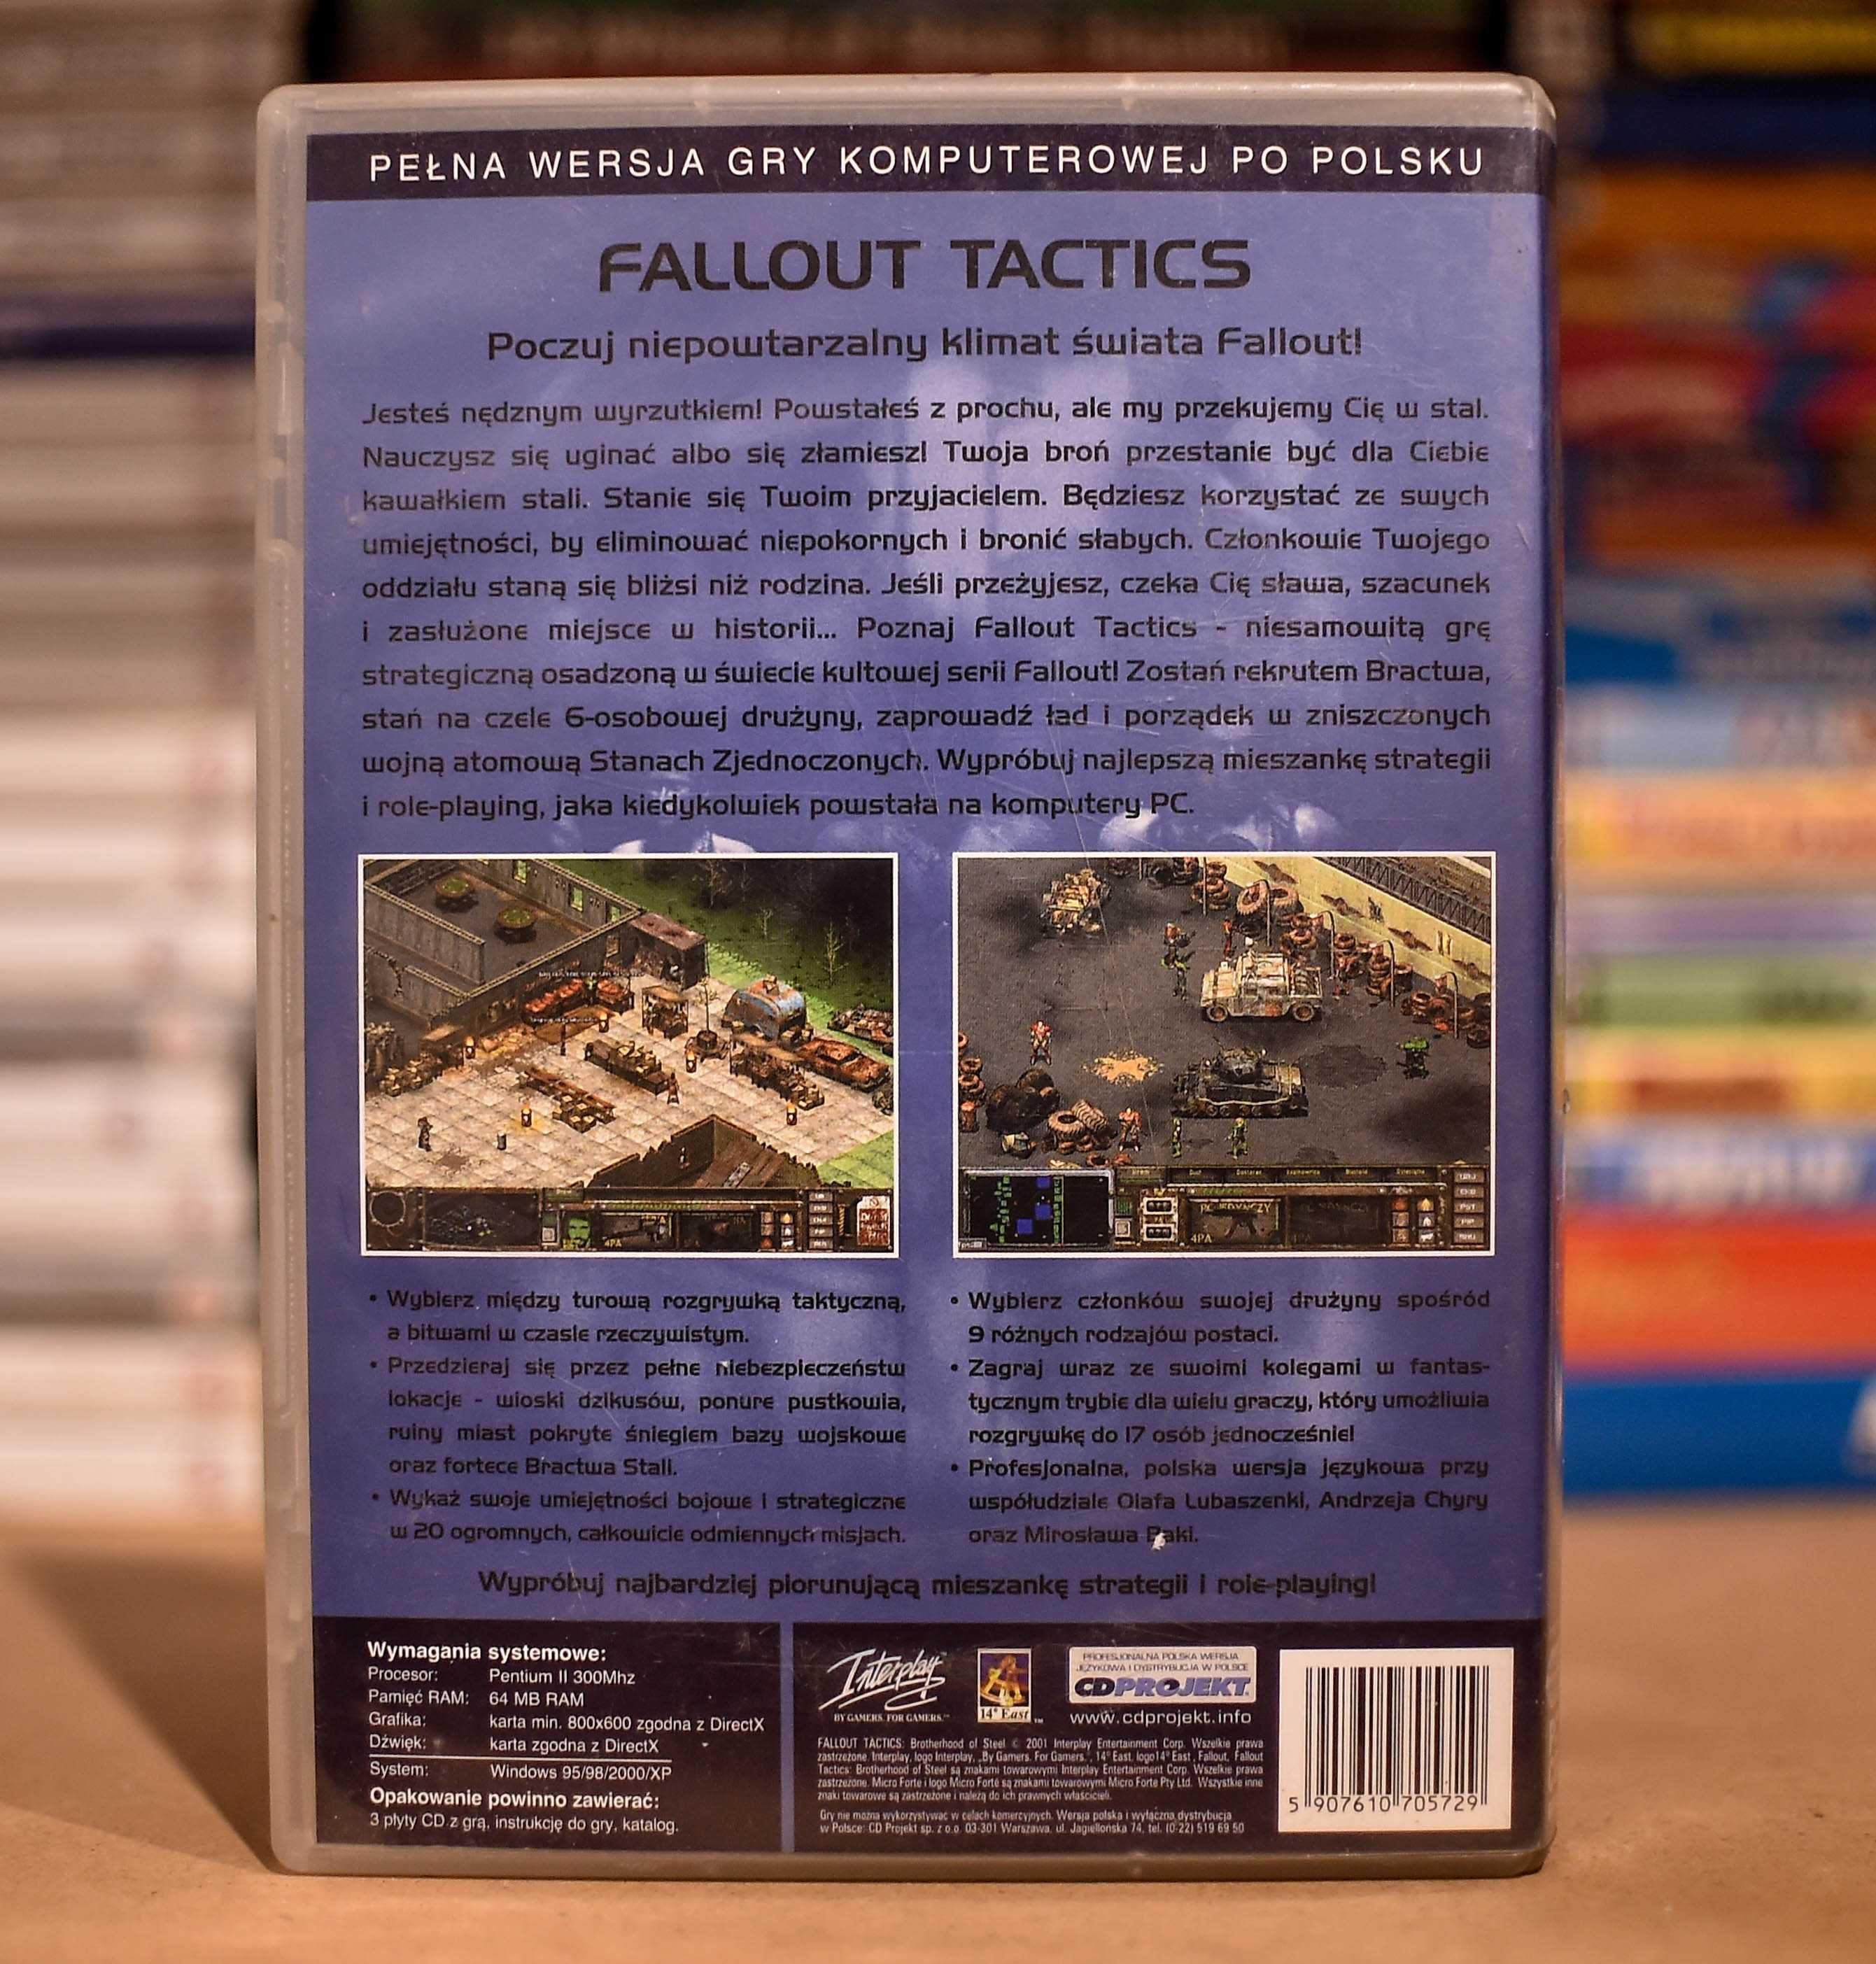 PEŁNA WERSJA GRY KOMPUTEROWEJ PO POLSKU
FALLOUT TACTICS
Poczuj niepowtarzalny klimat świata Fallout!
Jesteś nędznym wyrzutkiem! Powstałeś z prochu, ale my przekujemy Cię w stal.
Nauczysz się uginać albo się złamiesz! Twoja broń przestanie być dla Ciebie
kawałkiem stali. Stanie się Twoim przyjacielem. Będziesz korzystać ze swych
umiejętności, by eliminować niepokornych i bronić słabych. Członkowie Twojego
oddziału staną się bliżsi niż rodzina. Jeśli przeżyjesz, czeka Cię sława, szacunek
i zasłużone miejsce w historii... Poznaj Fallout Tactics - niesamowitą grę
strategiczną osadzoną w świecie kultowej serii Fallout! Zostań rekrutem Bractwa,
stań na czele 6-osobowej drużyny, zaprowadź ład i porządek w zniszczonych
wojną atomową Stanach Zjednoczonych. Wypróbuj najlepszą mieszankę strategii
i role-playing, jaka kiedykolwiek powstała na komputery PC.
4PA
POJEDYNCZY
4PA
• Wybierz między turową rozgrywką taktyczną,
a bitwami w czasie rzeczywistym.
• Przedzieraj się przez pełne niebezpieczeństw
lokacje - wioski dzikusów, ponure pustkowia,
ruiny miast pokryte śniegiem bazy wojskowe
oraz fortece Bractwa Stali.
• Wykaż swoje umiejętności bojowe i strategiczne
w 20 ogromnych, całkowicie odmiennych misjach.
• Wybierz członków swojej drużyny spośród
9 różnych rodzajów postaci.
• Zagraj wraz ze swoimi kolegami w fantas-
tycznym trybie dla wielu graczy, który umożliwia
rozgrywkę do 17 osób jednocześnie!
• Profesjonalna, polska wersja językowa przy
współudziale Olafa Lubaszenki, Andrzeja Chyry
oraz Mirosława Baki.
Wypróbuj najbardziej piorunującą mieszankę strategii i role-playing!
Wymagania systemowe:
Procesor: Pentium II 300Mhz
Pamięć RAM: 64 MB RAM
Grafika: karta min. 800x600 zgodna z DirectX
Dźwięk: karta zgodna z DirectX
System: Windows 95/98/2000/XP
Opakowanie powinno zawierać:
3 płyty CD z grą, instrukcję do gry, katalog.
Interplay
BY GAMERS. FOR GAMERS.™
14° East ™
PROFESJONALNA POLSKA WERSJA
JĘZYKOWA I DYSTRYBUCJA W POLSCE
CDPROJEKT
www.cdprojekt.info
FALLOUT TACTICS: Brotherhood of Steel © 2001 Interplay Entertainment Corp. Wszelkie prawa
zastrzeżone. Interplay, logo Interplay, „By Gamers. For Gamers.", 14° East, logo14° East, Fallout, Fallout
Tactics: Brotherhood of Steel są znakami towarowymi Interplay Entertainment Corp. Wszelkie prawa
zastrzeżone. Micro Forte i logo Micro Forte są znakami towarowymi Micro Forte Pty Ltd. Wszystkie inne
znaki towarowe są zastrzeżone i należą do ich prawnych właścicieli.
Gry nie można wykorzystywać w celach komercyjnych. Wersja polska i wyłączna dystrybucja
w Polsce: CD Projekt sp. z o.o. 03-301 Warszawa, ul. Jagiellońska 74, tel. (0-22) 519 69 50
5 907610 705729